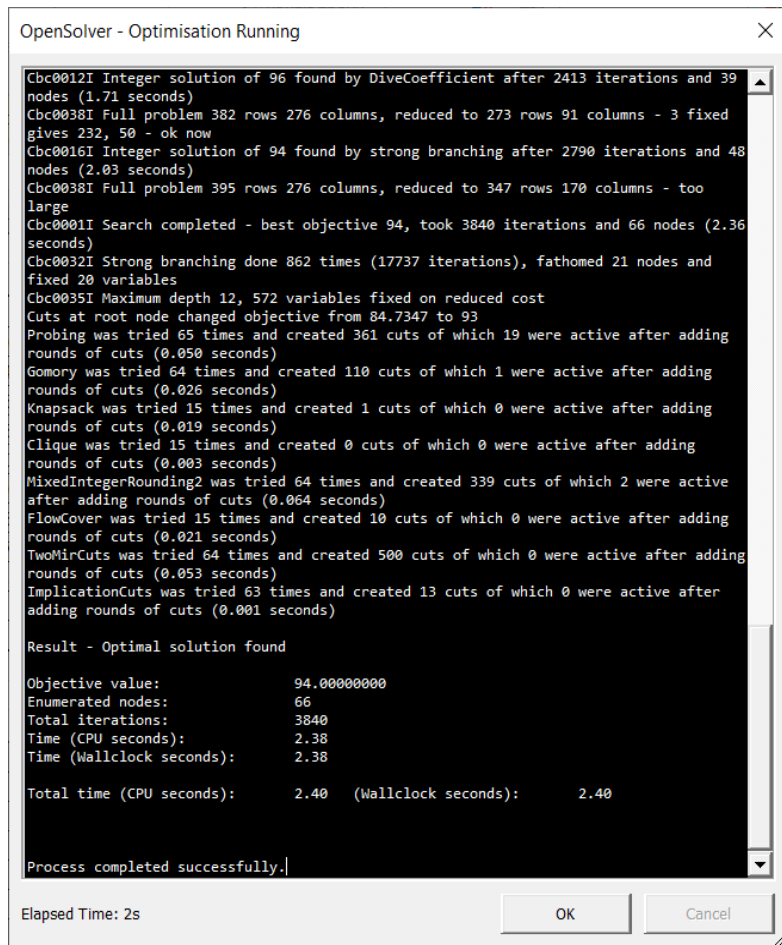 OpenSolver - Optimisation Running
Cbc0012I Integer solution of 96 found by DiveCoefficient after 2413 iterations and 39
nodes (1.71 seconds)
Cbc0038I Full problem 382 rows 276 columns, reduced to 273 rows 91 columns - 3 fixed
gives 232, 50 - ok now
Cbc0016I Integer solution of 94 found by strong branching after 2790 iterations and 48
nodes (2.03 seconds)
Cbc0038I Full problem 395 rows 276 columns, reduced to 347 rows 170 columns - too
large
Cbc0001I Search completed - best objective 94, took 3840 iterations and 66 nodes (2.36
seconds)
Cbc0032I Strong branching done 862 times (17737 iterations), fathomed 21 nodes and
fixed 20 variables
Cbc0035I Maximum depth 12, 572 variables fixed on reduced cost
Cuts at root node changed objective from 84.7347 to 93
Probing was tried 65 times and created 361 cuts of which 19 were active after adding
rounds of cuts (0.050 seconds)
Gomory was tried 64 times and created 110 cuts of which 1 were active after adding
rounds of cuts (0.026 seconds)
Knapsack was tried 15 times and created 1 cuts of which 0 were active after adding
rounds of cuts (0.019 seconds)
Clique was tried 15 times and created 0 cuts of which 0 were active after adding
rounds of cuts (0.003 seconds)
MixedIntegerRounding2 was tried 64 times and created 339 cuts of which 2 were active
after adding rounds of cuts (0.064 seconds)
FlowCover was tried 15 times and created 10 cuts of which 0 were active after adding
rounds of cuts (0.021 seconds)
TwoMirCuts was tried 64 times and created 500 cuts of which 0 were active after adding
rounds of cuts (0.053 seconds)
ImplicationCuts was tried 63 times and created 13 cuts of which 0 were active after
adding rounds of cuts (0.001 seconds)
Result - Optimal solution found
Objective value: 94.00000000
Enumerated nodes: 66
Total iterations: 3840
Time (CPU seconds): 2.38
Time (Wallclock seconds): 2.38
Total time (CPU seconds): 2.40 (Wallclock seconds): 2.40
Process completed successfully.
Elapsed Time: 2s OK Cancel